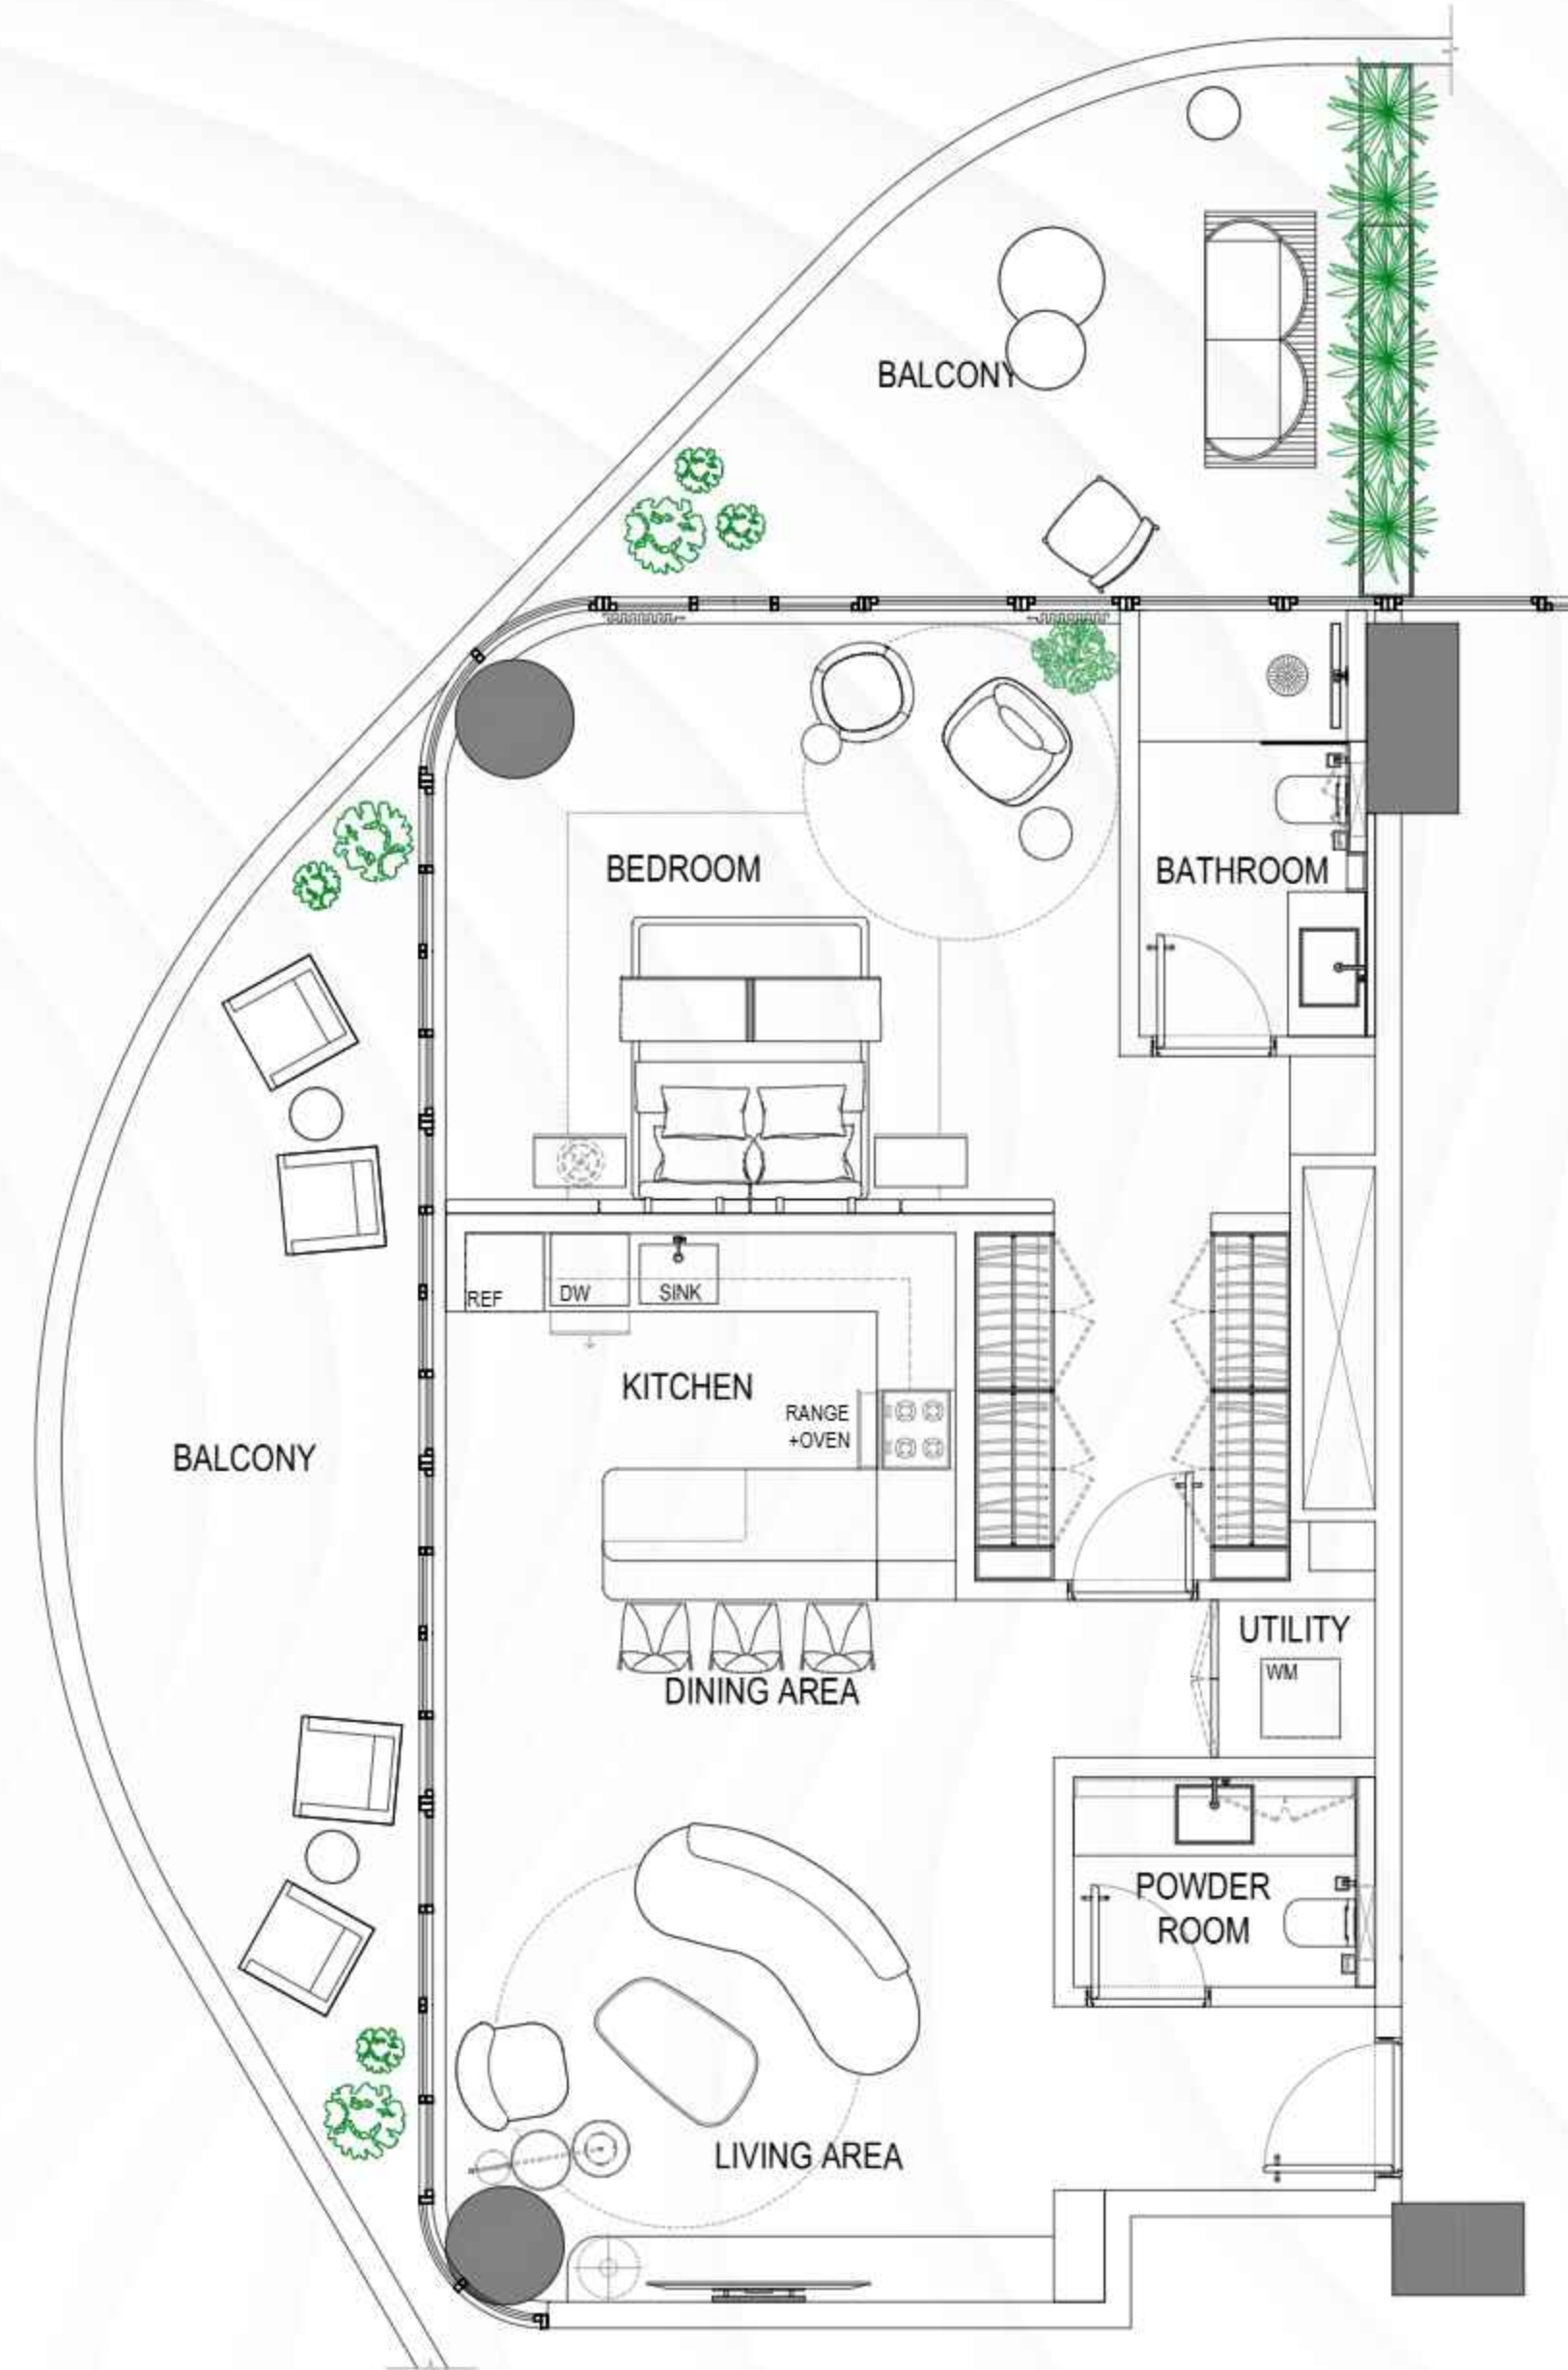 BALCONY
BEDROOM
BATHROOM
REF
DW
SINK
KITCHEN
RANGE
+OVEN
BALCONY
UTILITY
WM
DINING AREA
POWDER
ROOM
LIVING AREA